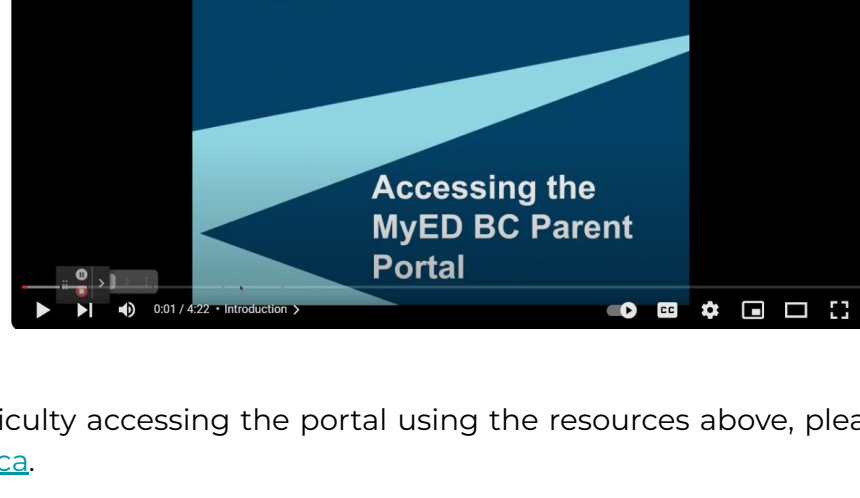 Accessing the
MyED BC Parent
Portal
0:01 / 4:22 • Introduction
CC
iculty accessing the portal using the resources above, plea
ca.